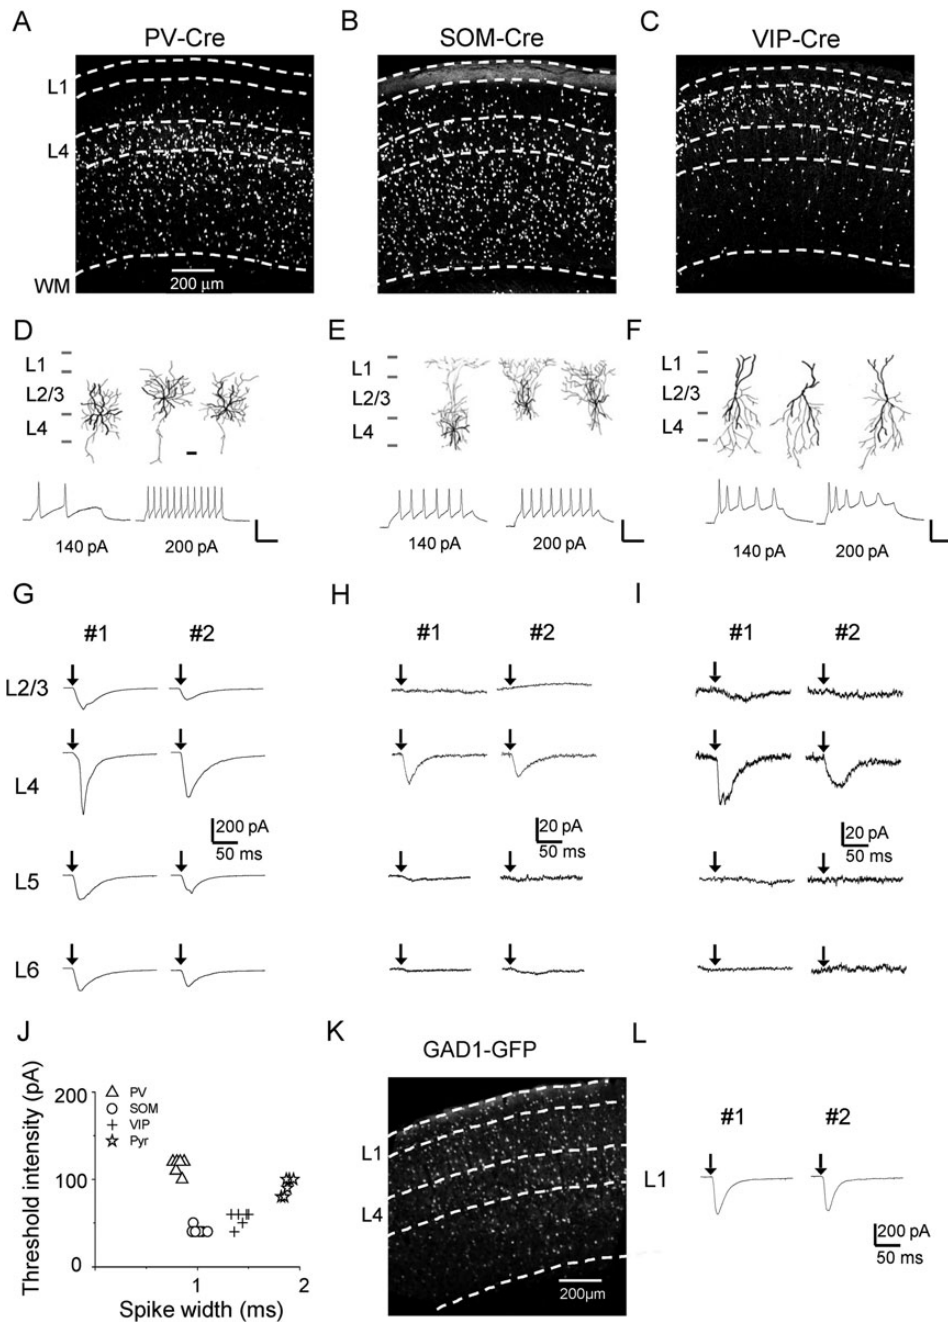 A
B
C
PV-Cre
SOM-Cre
VIP-Cre
L1
L4
WM
200 µm
D
E
F
L1
L2/3
L4
L1
L2/3
L4
L1
L2/3
L4
140 pA
200 pA
140 pA
200 pA
140 pA
200 pA
G
H
I
#1
#2
#1
#2
#1
#2
L2/3
L4
200 pA
50 ms
20 pA
50 ms
20 pA
50 ms
L5
L6
J
K
L
GAD1-GFP
Threshold intensity (pA)
200
100
0
PV
SOM
VIP
Pyr
1
2
Spike width (ms)
L1
L4
200µm
#1
#2
L1
200 pA
50 ms